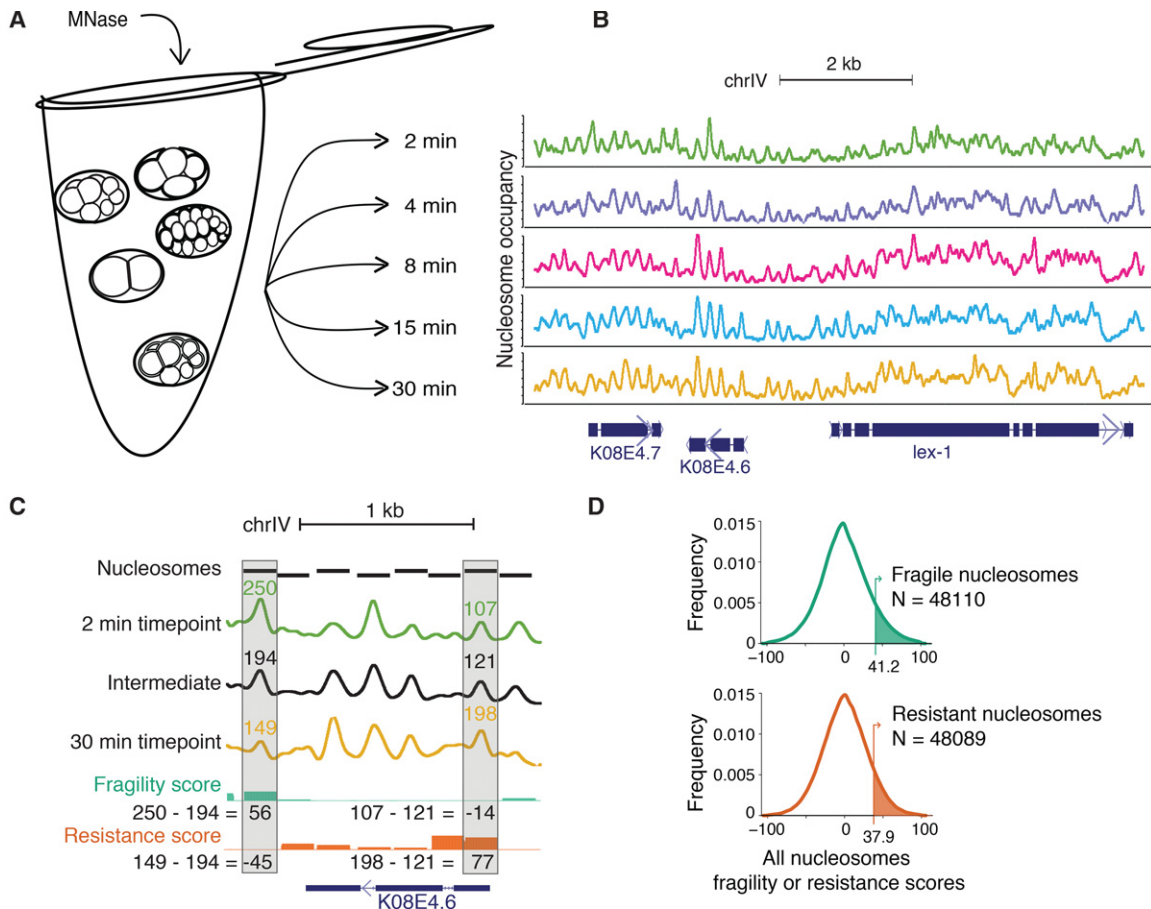 A
MNase
2 min
4 min
8 min
15 min
30 min
B
chrIV
2 kb
Nucleosome occupancy
K08E4.7
K08E4.6
lex-1
C
chrIV
1 kb
Nucleosomes
250
107
2 min timepoint
194
121
Intermediate
149
198
30 min timepoint
Fragility score
250 - 194 = 56
107 - 121 = -14
Resistance score
149 - 194 = -45
198 - 121 = 77
K08E4.6
D
Frequency
0.015
0.010
0.005
0
Fragile nucleosomes
N = 48110
-100
0
100
41.2
Frequency
0.015
0.010
0.005
0
Resistant nucleosomes
N = 48089
-100
0
100
37.9
All nucleosomes
fragility or resistance scores